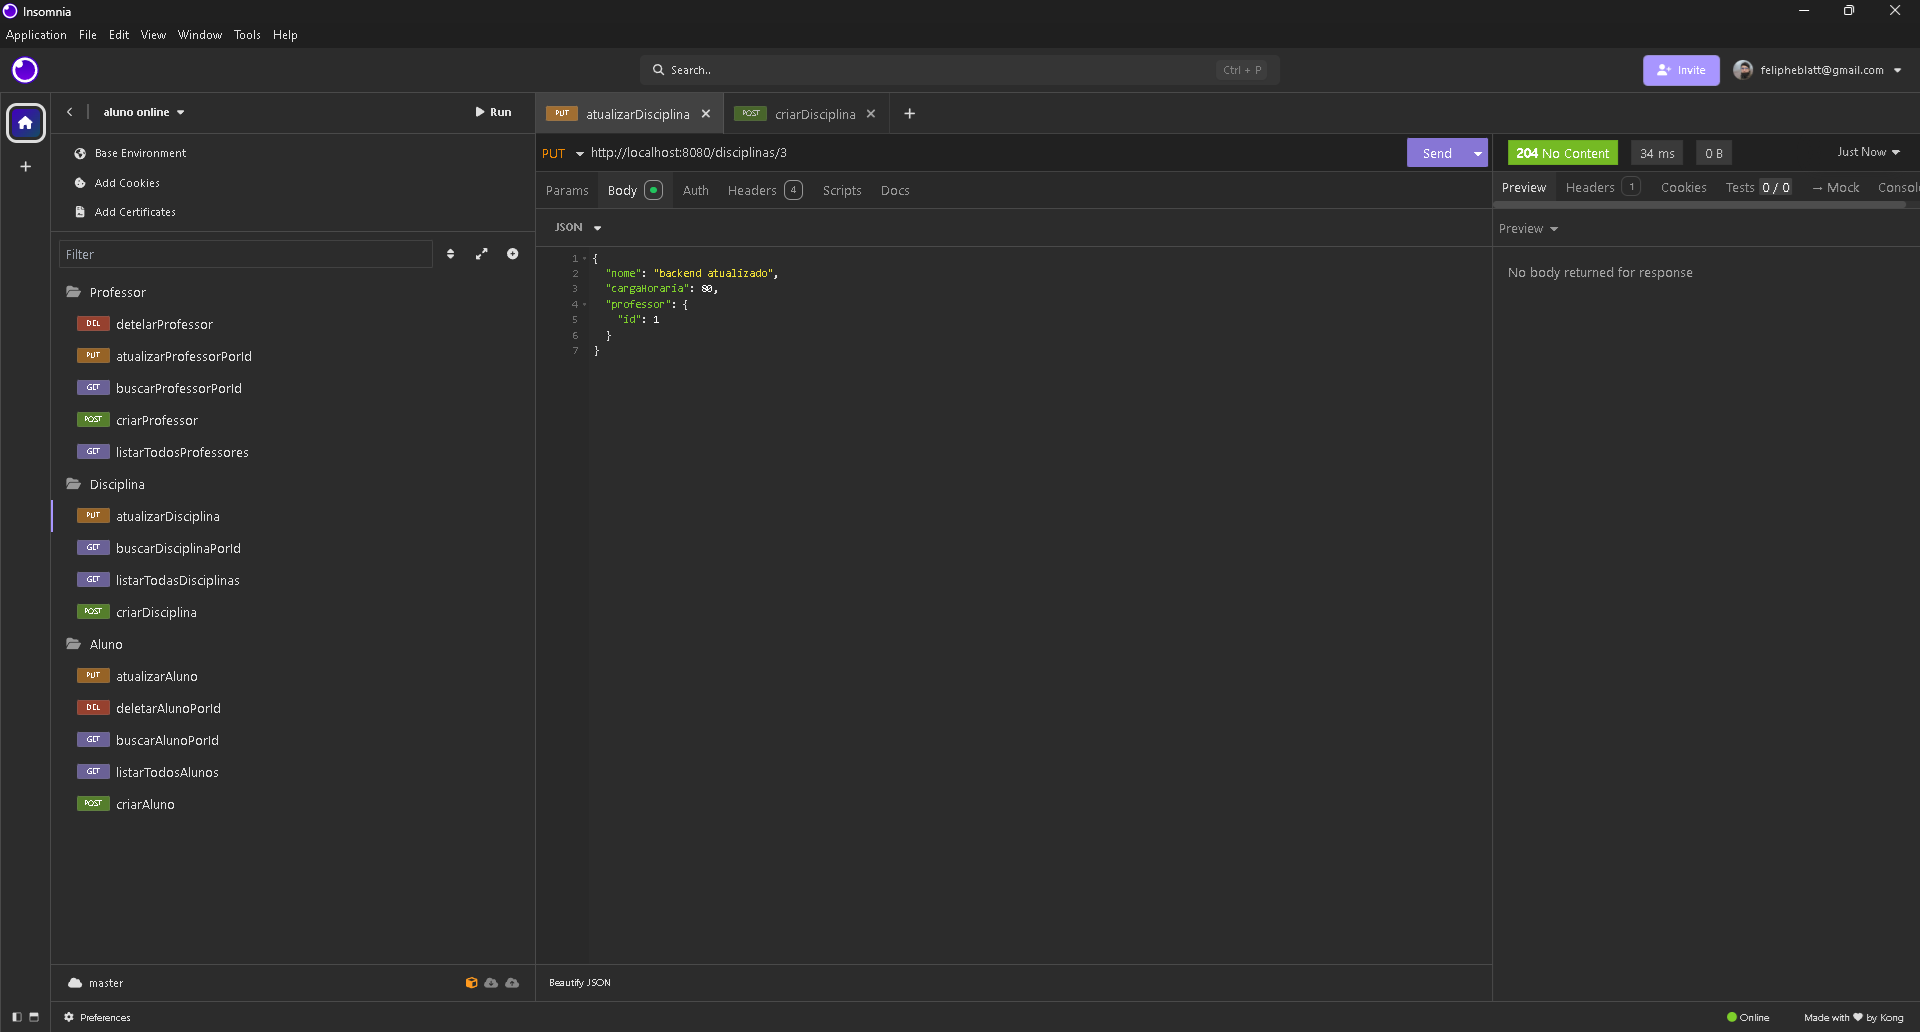 Insomnia
Application File Edit View Window Tools Help
Search.. Ctrl + P
Invite
felipheblatt@gmail.com
aluno online
Run
Base Environment
Add Cookies
Add Certificates
Filter
Professor
DEL detelarProfessor
PUT atualizarProfessorPorId
GET buscarProfessorPorId
POST criarProfessor
GET listarTodosProfessores
Disciplina
PUT atualizarDisciplina
GET buscarDisciplinaPorId
GET listarTodasDisciplinas
POST criarDisciplina
Aluno
PUT atualizarAluno
DEL deletarAlunoPorId
GET buscarAlunoPorId
GET listarTodosAlunos
POST criarAluno
master
Preferences
PUT atualizarDisciplina
POST criarDisciplina
PUT http://localhost:8080/disciplinas/3
Send
Params Body Auth Headers 4 Scripts Docs
JSON
1 {
2 "nome": "backend atualizado",
3 "cargaHoraria": 80,
4 "professor": {
5 "id": 1
6 }
7 }
Beautify JSON
204 No Content 34 ms 0 B
Just Now
Preview Headers 1 Cookies Tests 0 / 0 → Mock Consol
Preview
No body returned for response
Online
Made with ♥ by Kong